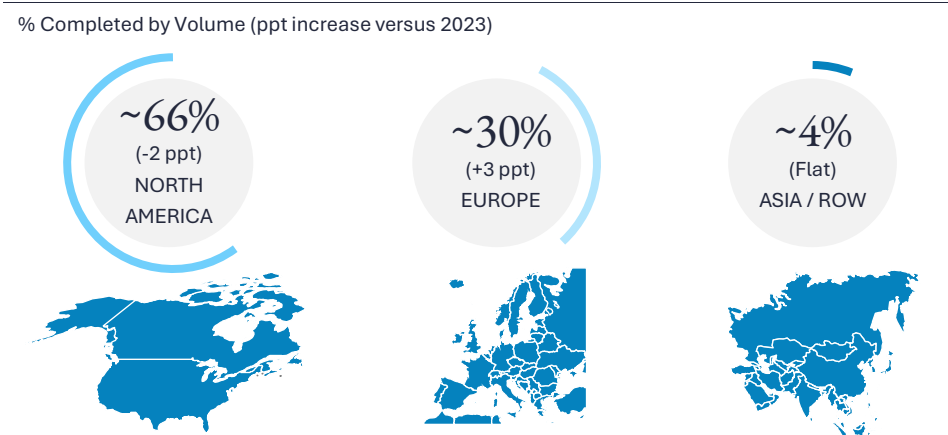 % Completed by Volume (ppt increase versus 2023)
~66%
(-2 ppt)
NORTH
AMERICA
~30%
(+3 ppt)
EUROPE
~4%
(Flat)
ASIA / ROW